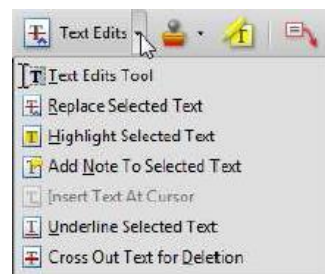 Text Edits
Text Edits Tool
Replace Selected Text
Highlight Selected Text
Add Note To Selected Text
Insert Text At Cursor
Underline Selected Text
Cross Out Text for Deletion